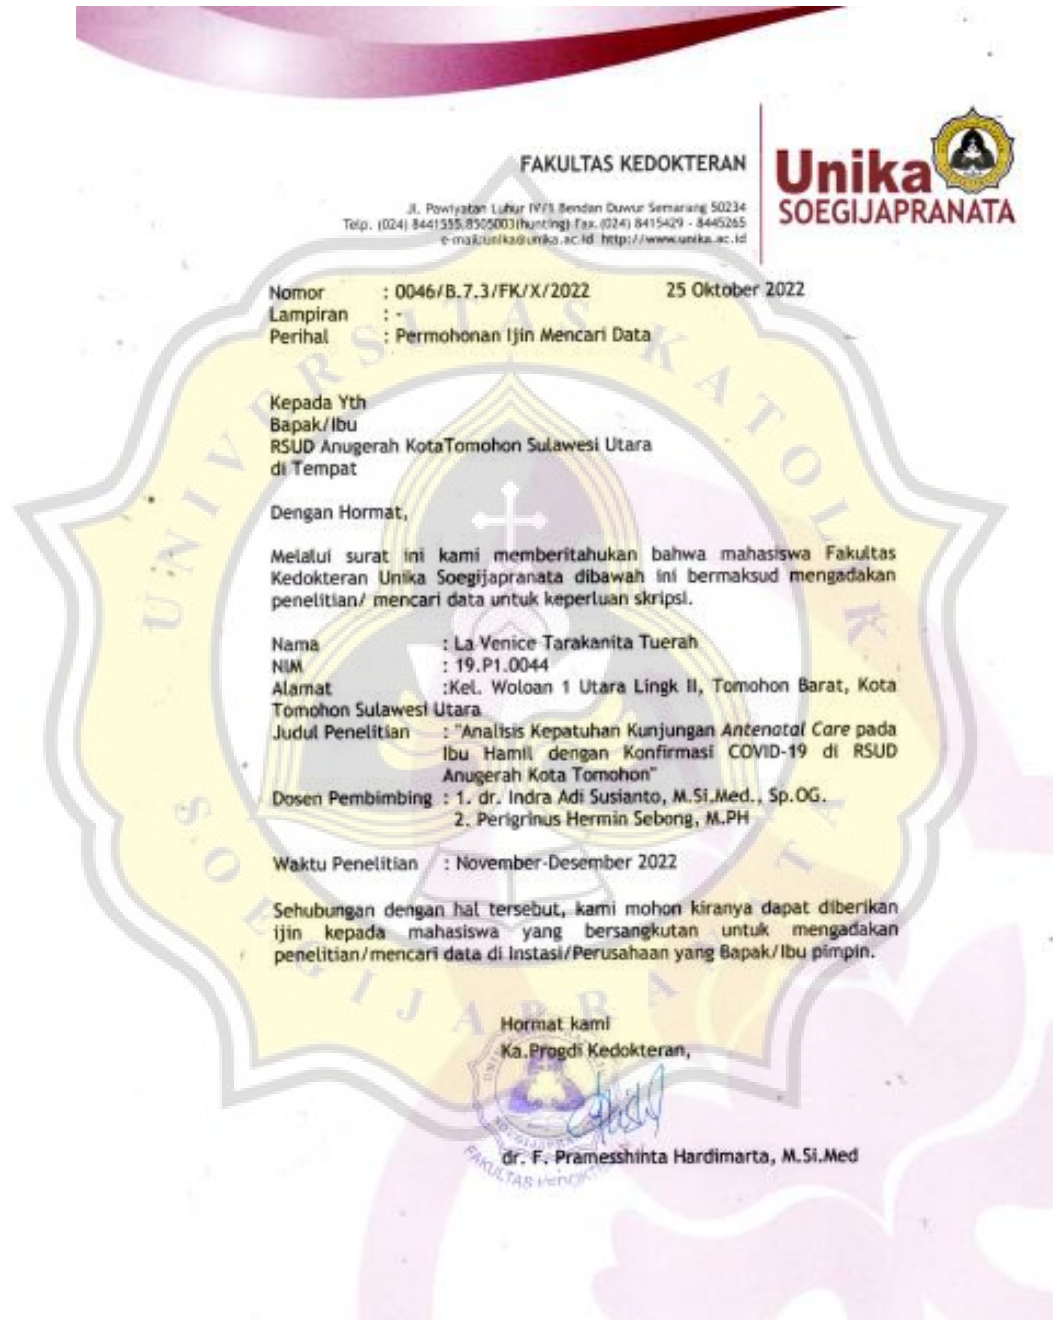 FAKULTAS KEDOKTERAN
Unika
SOEGIJAPRANATA
Jl. Pawiyatan Luhur IV/1 Bendan Duwur Semarang 50234
Telp. (024) 8441555,8505003(hunting) Fax.(024) 8415429 - 8445265
e-mail:unika@unika.ac.id http://www.unika.ac.id
Nomor : 0046/B.7.3/FK/X/2022 25 Oktober 2022
Lampiran : -
Perihal : Permohonan Ijin Mencari Data
Kepada Yth
Bapak/Ibu
RSUD Anugerah KotaTomohon Sulawesi Utara
di Tempat
Dengan Hormat,
Melalui surat ini kami memberitahukan bahwa mahasiswa Fakultas
Kedokteran Unika Soegijapranata dibawah ini bermaksud mengadakan
penelitian/ mencari data untuk keperluan skripsi.
Nama : La Venice Tarakanita Tuerah
NIM : 19.P1.0044
Alamat :Kel. Woloan 1 Utara Lingk II, Tomohon Barat, Kota
Tomohon Sulawesi Utara
Judul Penelitian : "Analisis Kepatuhan Kunjungan Antenatal Care pada
Ibu Hamil dengan Konfirmasi COVID-19 di RSUD
Anugerah Kota Tomohon"
Dosen Pembimbing : 1. dr. Indra Adi Susianto, M.Si.Med., Sp.OG.
2. Perigrinus Hermin Sebong, M.PH
Waktu Penelitian : November-Desember 2022
Sehubungan dengan hal tersebut, kami mohon kiranya dapat diberikan
ijin kepada mahasiswa yang bersangkutan untuk mengadakan
penelitian/mencari data di Instasi/Perusahaan yang Bapak/Ibu pimpin.
Hormat kami
Ka.Progdi Kedokteran,
dr. F. Pramesshinta Hardimarta, M.Si.Med
UNIVERSITAS KATOLIK
SOEGIJAPRANATA
FAKULTAS KEDOKTERAN